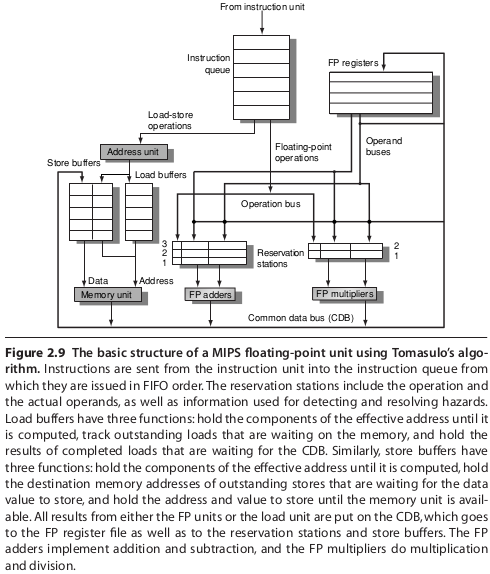 From instruction unit
Instruction
queue
FP registers
Load-store
operations
Operand
buses
Address unit
Floating-point
operations
Store buffers
Load buffers
Operation bus
3
2
1
Reservation
stations
2
1
Data
Address
Memory unit
FP adders
FP multipliers
Common data bus (CDB)
Figure 2.9 The basic structure of a MIPS floating-point unit using Tomasulo's algo-
rithm. Instructions are sent from the instruction unit into the instruction queue from
which they are issued in FIFO order. The reservation stations include the operation and
the actual operands, as well as information used for detecting and resolving hazards.
Load buffers have three functions: hold the components of the effective address until it
is computed, track outstanding loads that are waiting on the memory, and hold the
results of completed loads that are waiting for the CDB. Similarly, store buffers have
three functions: hold the components of the effective address until it is computed, hold
the destination memory addresses of outstanding stores that are waiting for the data
value to store, and hold the address and value to store until the memory unit is avail-
able. All results from either the FP units or the load unit are put on the CDB, which goes
to the FP register file as well as to the reservation stations and store buffers. The FP
adders implement addition and subtraction, and the FP multipliers do multiplication
and division.